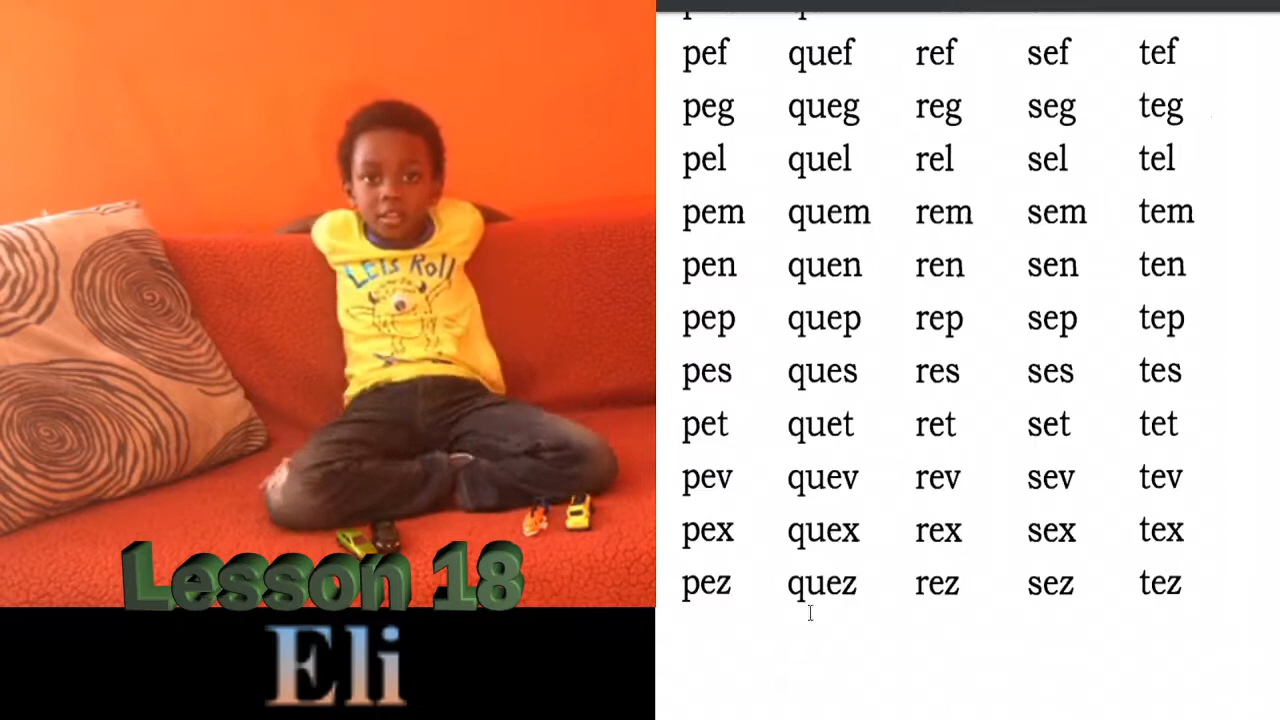 LETS Roll
Lesson 18
Eli
pef quef ref sef tef
peg queg reg seg teg
pel quel rel sel tel
pem quem rem sem tem
pen quen ren sen ten
pep quep rep sep tep
pes ques res ses tes
pet quet ret set tet
pev quev rev sev tev
pex quex rex sex tex
pez quez rez sez tez